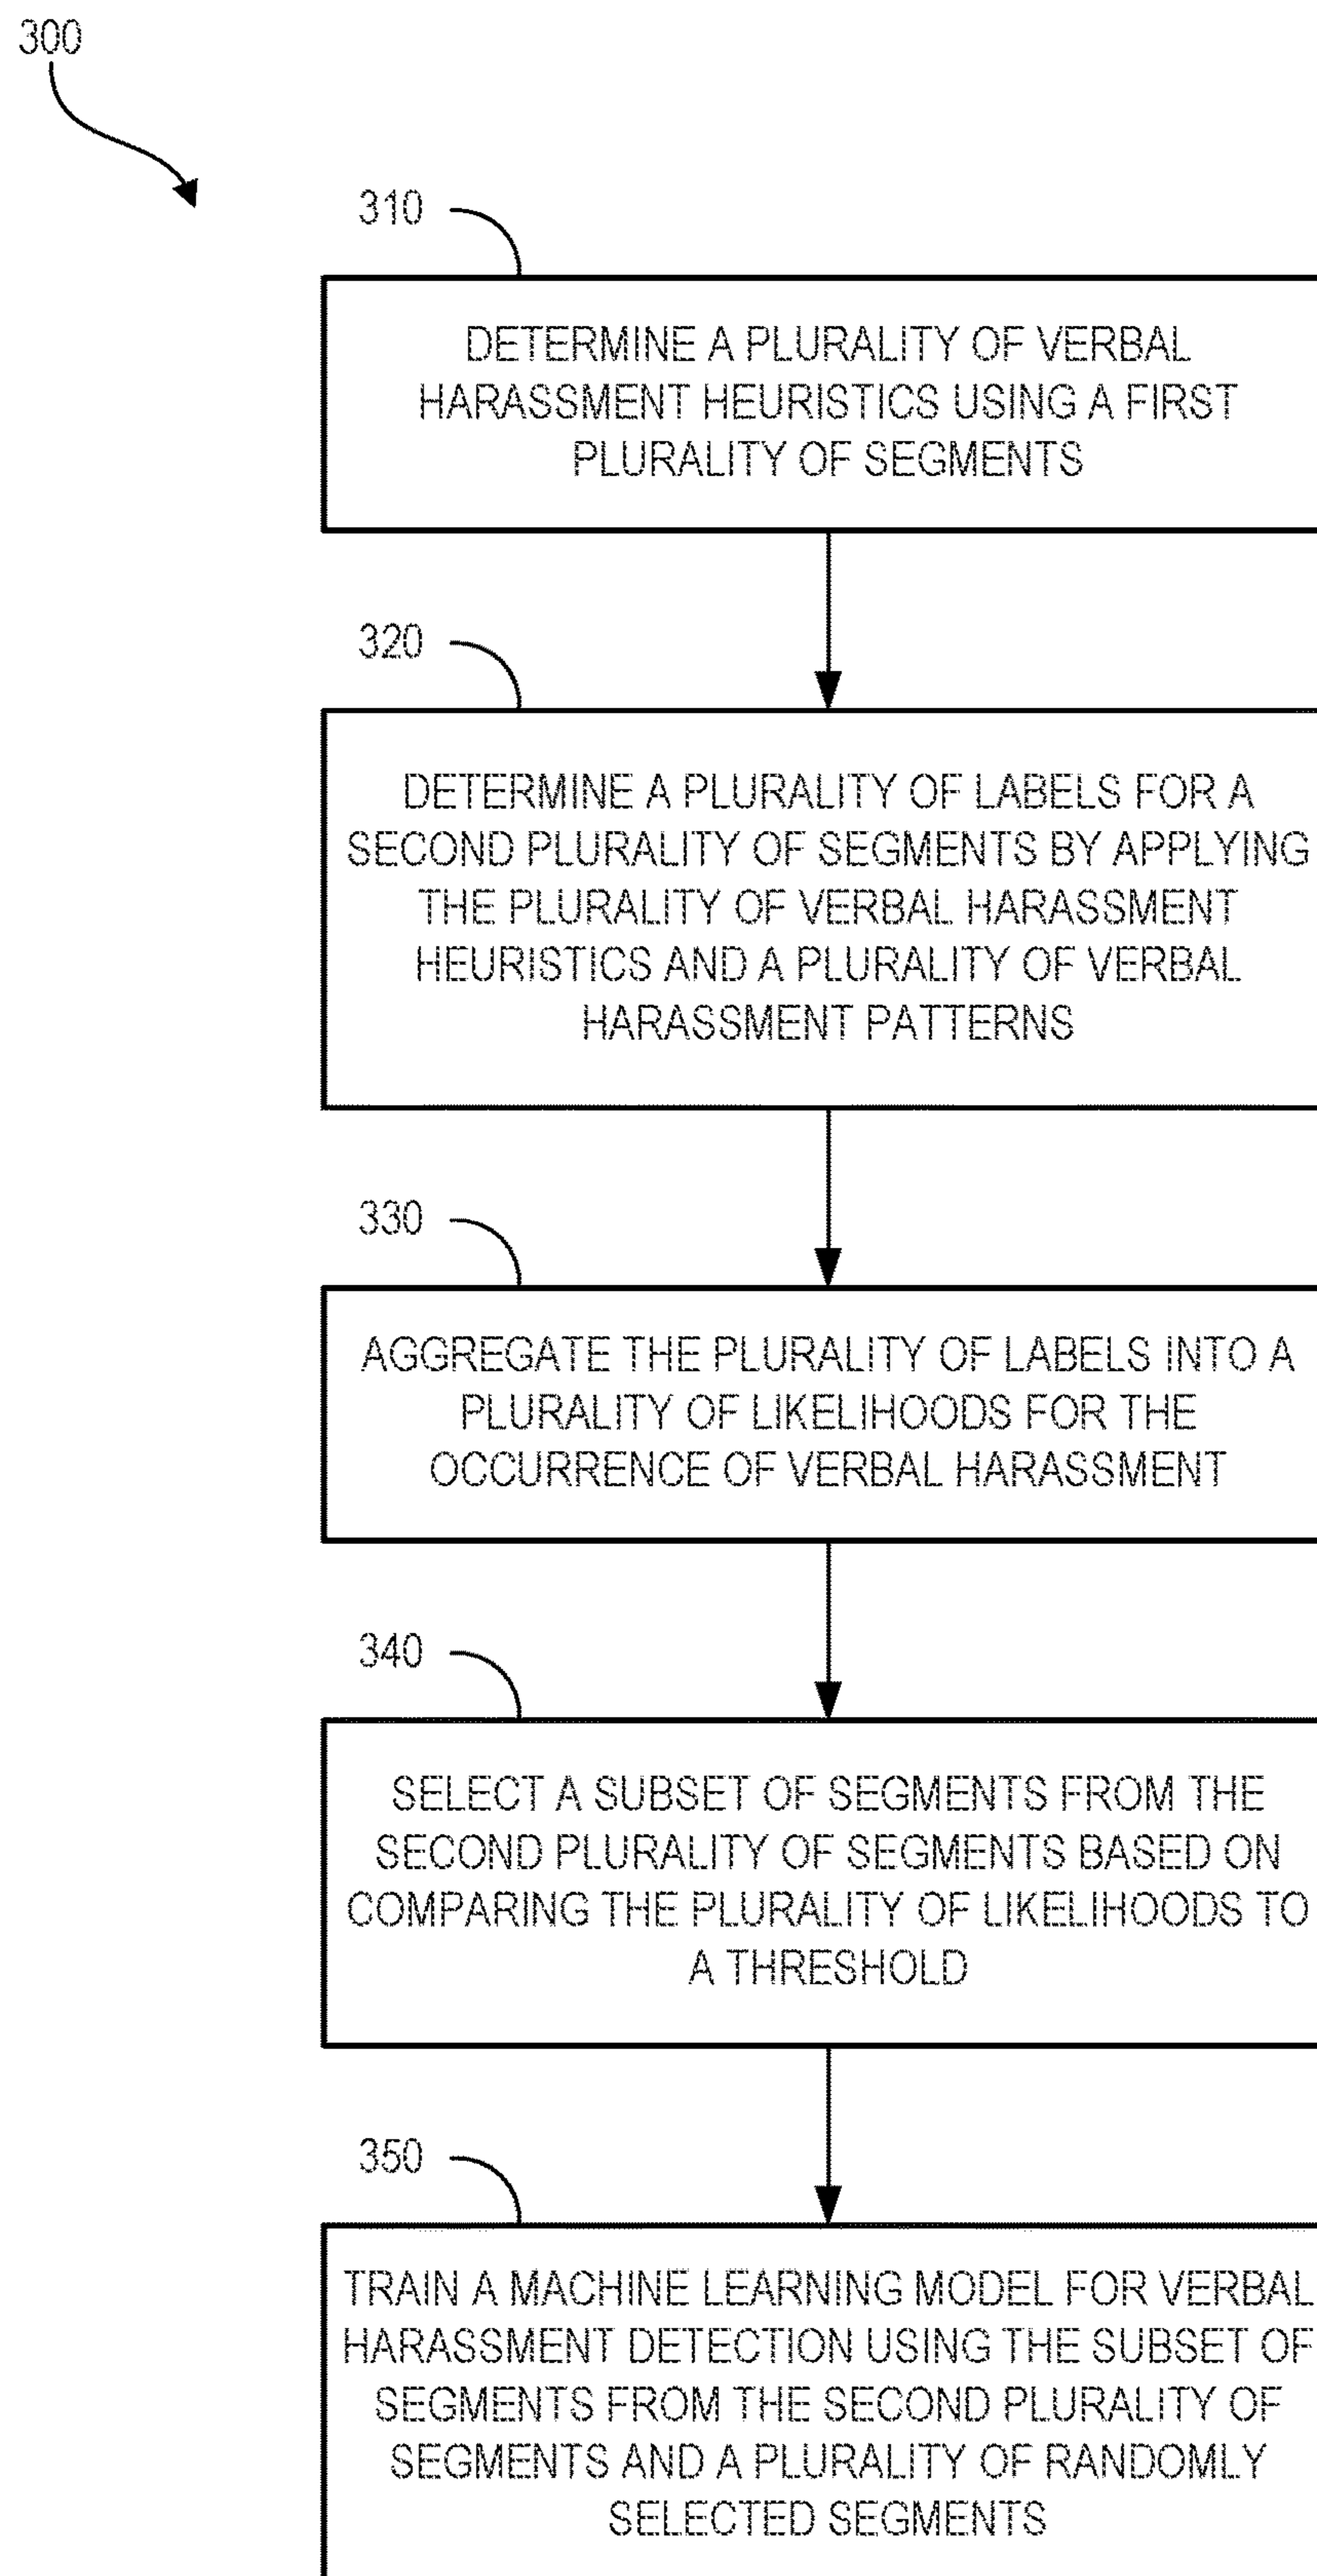 300
310
DETERMINE A PLURALITY OF VERBAL
HARASSMENT HEURISTICS USING A FIRST
PLURALITY OF SEGMENTS
320
DETERMINE A PLURALITY OF LABELS FOR A
SECOND PLURALITY OF SEGMENTS BY APPLYING
THE PLURALITY OF VERBAL HARASSMENT
HEURISTICS AND A PLURALITY OF VERBAL
HARASSMENT PATTERNS
330
AGGREGATE THE PLURALITY OF LABELS INTO A
PLURALITY OF LIKELIHOODS FOR THE
OCCURRENCE OF VERBAL HARASSMENT
340
SELECT A SUBSET OF SEGMENTS FROM THE
SECOND PLURALITY OF SEGMENTS BASED ON
COMPARING THE PLURALITY OF LIKELIHOODS TO
A THRESHOLD
350
TRAIN A MACHINE LEARNING MODEL FOR VERBAL
HARASSMENT DETECTION USING THE SUBSET OF
SEGMENTS FROM THE SECOND PLURALITY OF
SEGMENTS AND A PLURALITY OF RANDOMLY
SELECTED SEGMENTS